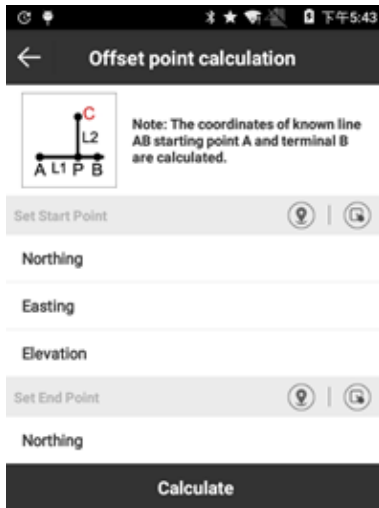 下午5:43
Offset point calculation
C
L2
A L1 P B
Note: The coordinates of known line
AB starting point A and terminal B
are calculated.
Set Start Point
Northing
Easting
Elevation
Set End Point
Northing
Calculate